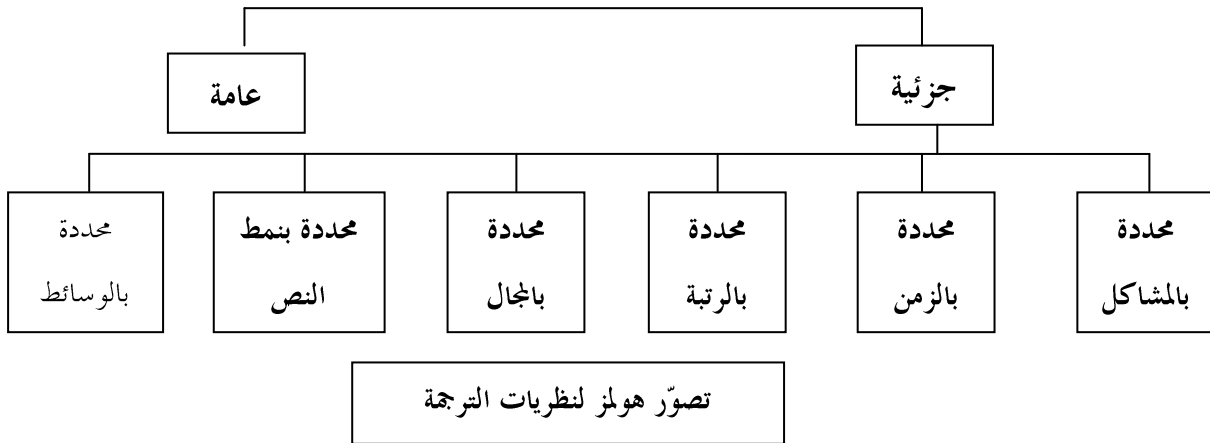 جزئية
عامة
محددة
بالمشاكل
محددة
بالزمن
محددة
بالرتبة
محددة
بالمجال
محددة بنمط
النص
محددة
بالوسائط
تصوّر هولمز لنظريات الترجمة